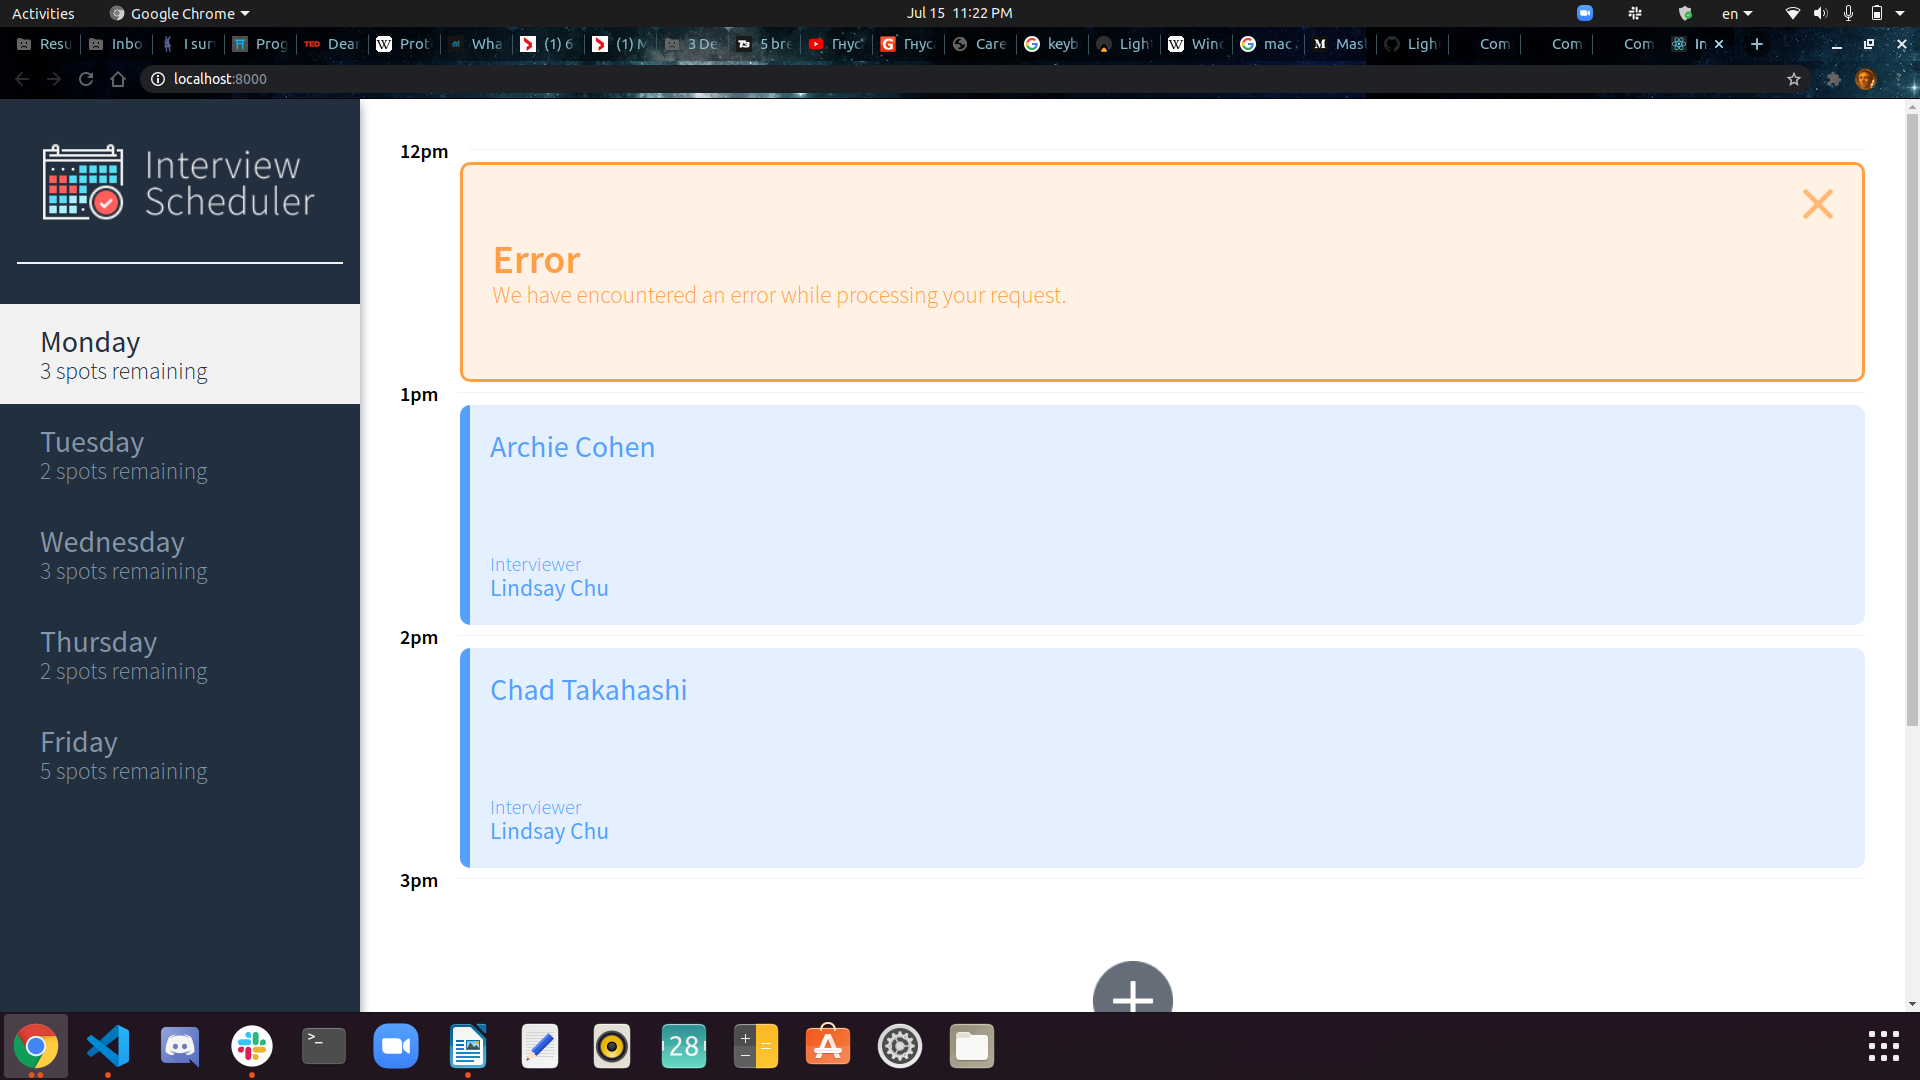 Activities
Google Chrome
Jul 15 11:22 PM
en
Resu
Inbo
I sur
Prog
TED Dear
W Prot
Wha
(1) 6
(1) M
3 De
T3 5 bre
Гнус
G Гнус
Care
G keyb
Ligh
W Winc
G mac
M Mast
Ligh
Com
Com
Com
In
localhost:8000
Interview
Scheduler
Monday
3 spots remaining
Tuesday
2 spots remaining
Wednesday
3 spots remaining
Thursday
2 spots remaining
Friday
5 spots remaining
12pm
Error
We have encountered an error while processing your request.
1pm
Archie Cohen
Interviewer
Lindsay Chu
2pm
Chad Takahashi
Interviewer
Lindsay Chu
3pm
28